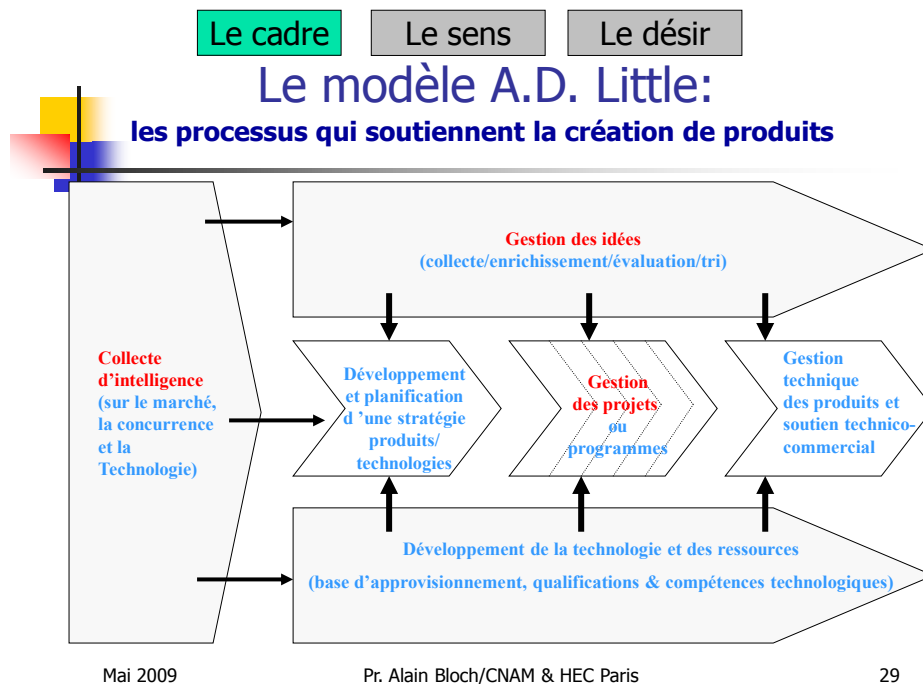 Le cadre
Le sens
Le désir
Le modèle A.D. Little:
les processus qui soutiennent la création de produits
Gestion des idées
(collecte/enrichissement/évaluation/tri)
Collecte
d’intelligence
(sur le marché,
la concurrence
et la
Technologie)
Développement
et planification
d ’une stratégie
produits/
technologies
Gestion
des projets
ou
programmes
Gestion
technique
des produits et
soutien technico-
commercial
Développement de la technologie et des ressources
(base d’approvisionnement, qualifications & compétences technologiques)
Mai 2009
Pr. Alain Bloch/CNAM & HEC Paris
29